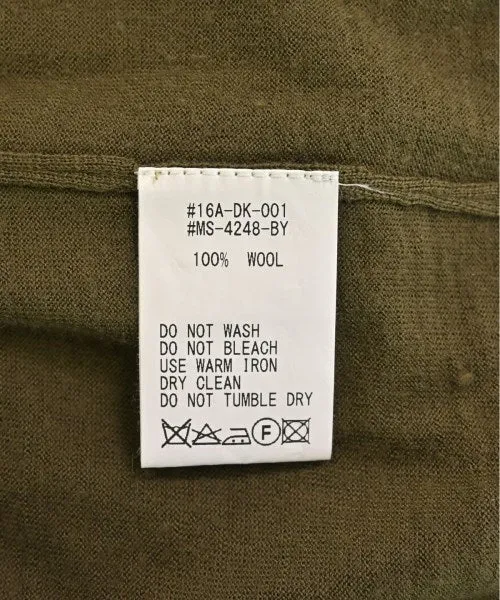 #16A-DK-001
#MS-4248-BY
100% WOOL
DO NOT WASH
DO NOT BLEACH
USE WARM IRON
DRY CLEAN
DO NOT TUMBLE DRY
F